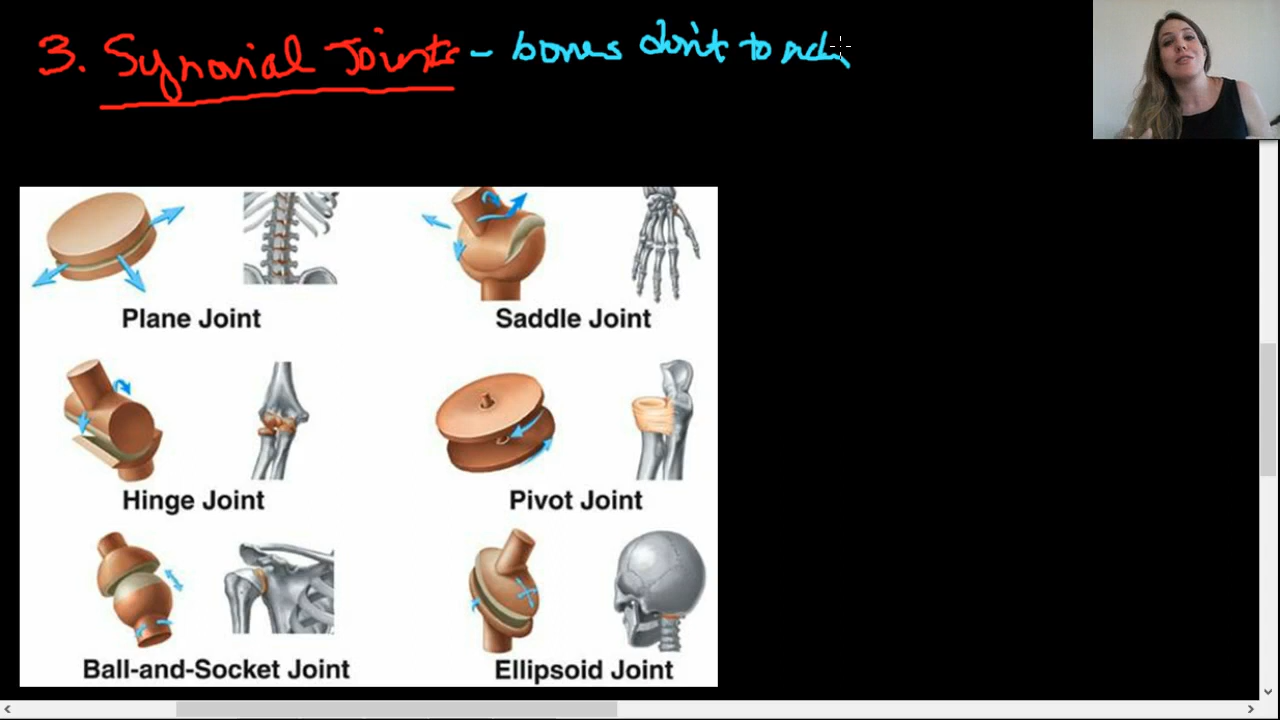 3. Synovial Joints - bones don't to
Plane Joint
Saddle Joint
Hinge Joint
Pivot Joint
Ball-and-Socket Joint
Ellipsoid Joint